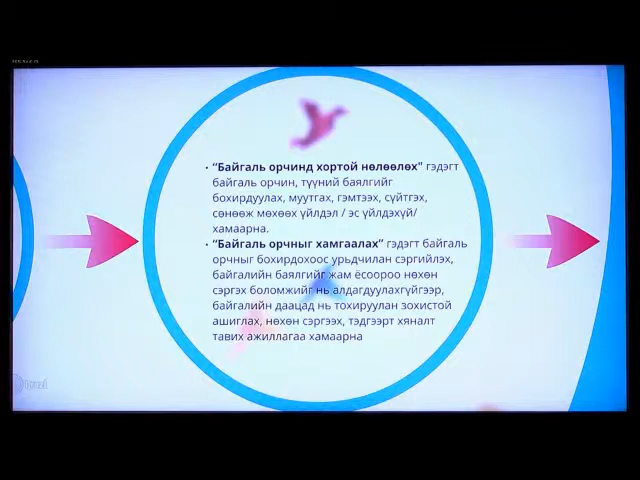 • “Байгаль орчинд хортой нөлөөлөх” гэдэгт
байгаль орчин, түүний баялгийг
бохирдуулах, муутгах, гэмтээх, сүйтгэх,
сөнөөж мөхөөх үйлдэл / эс үйлдэхүй/
хамаарна.
• “Байгаль орчныг хамгаалах” гэдэгт байгаль
орчныг бохирдохоос урьдчилан сэргийлэх,
байгалийн баялгийг жам ёсоороо нөхөн
сэргэх боломжийг нь алдагдуулахгүйгээр,
байгалийн даацад нь тохируулан зохистой
ашиглах, нөхөн сэргээх, тэдгээрт хяналт
тавих ажиллагаа хамаарна